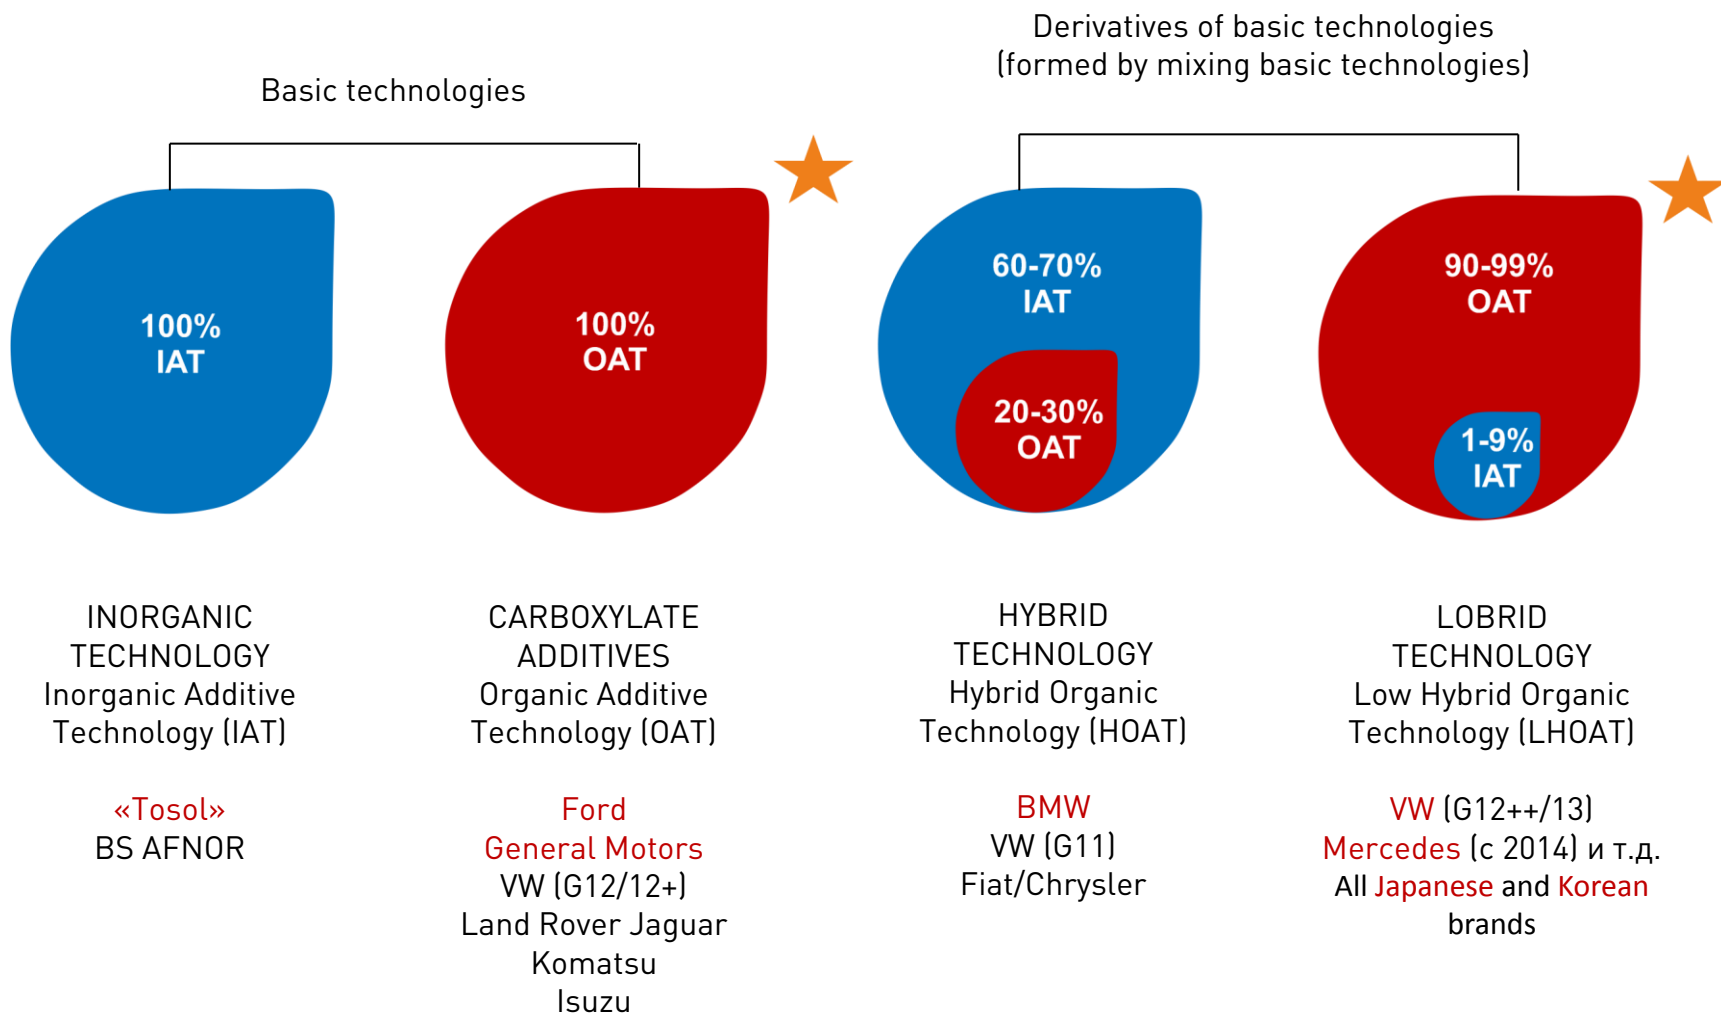 Basic technologies
Derivatives of basic technologies
(formed by mixing basic technologies)
100%
IAT
100%
OAT
60-70%
IAT
20-30%
OAT
90-99%
OAT
1-9%
IAT
INORGANIC
TECHNOLOGY
Inorganic Additive
Technology (IAT)
«Tosol»
BS AFNOR
CARBOXYLATE
ADDITIVES
Organic Additive
Technology (OAT)
Ford
General Motors
VW (G12/12+)
Land Rover Jaguar
Komatsu
Isuzu
HYBRID
TECHNOLOGY
Hybrid Organic
Technology (HOAT)
BMW
VW (G11)
Fiat/Chrysler
LOBRID
TECHNOLOGY
Low Hybrid Organic
Technology (LHOAT)
VW (G12++/13)
Mercedes (с 2014) и т.д.
All Japanese and Korean
brands